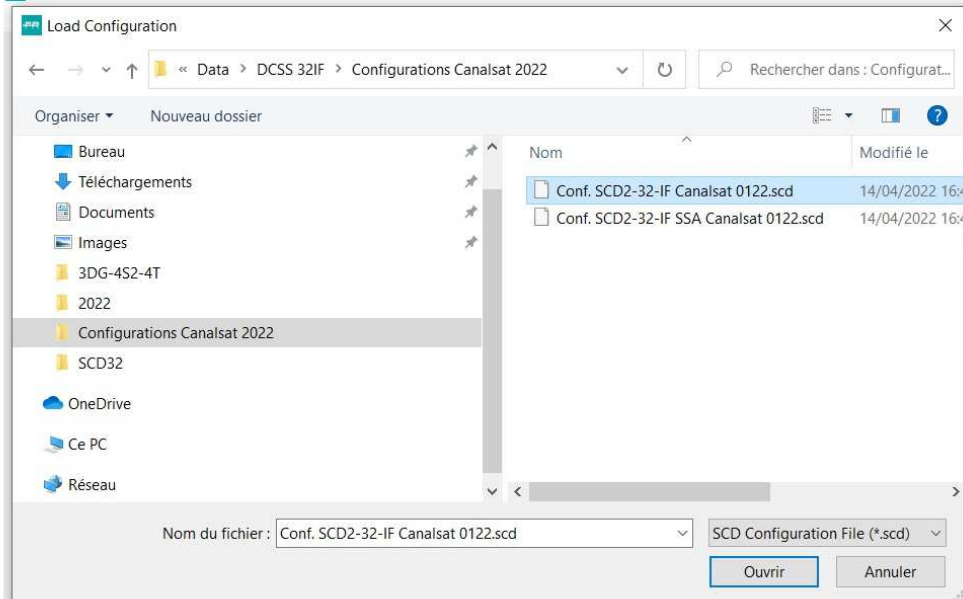 Load Configuration
« Data > DCSS 32IF > Configurations Canalsat 2022
Rechercher dans : Configurat...
Organiser
Nouveau dossier
Bureau
Téléchargements
Documents
Images
3DG-4S2-4T
2022
Configurations Canalsat 2022
SCD32
OneDrive
Ce PC
Réseau
Nom
Modifié le
Conf. SCD2-32-IF Canalsat 0122.scd
14/04/2022 16:4
Conf. SCD2-32-IF SSA Canalsat 0122.scd
14/04/2022 16:4
Nom du fichier : Conf. SCD2-32-IF Canalsat 0122.scd
SCD Configuration File (*.scd)
Ouvrir
Annuler